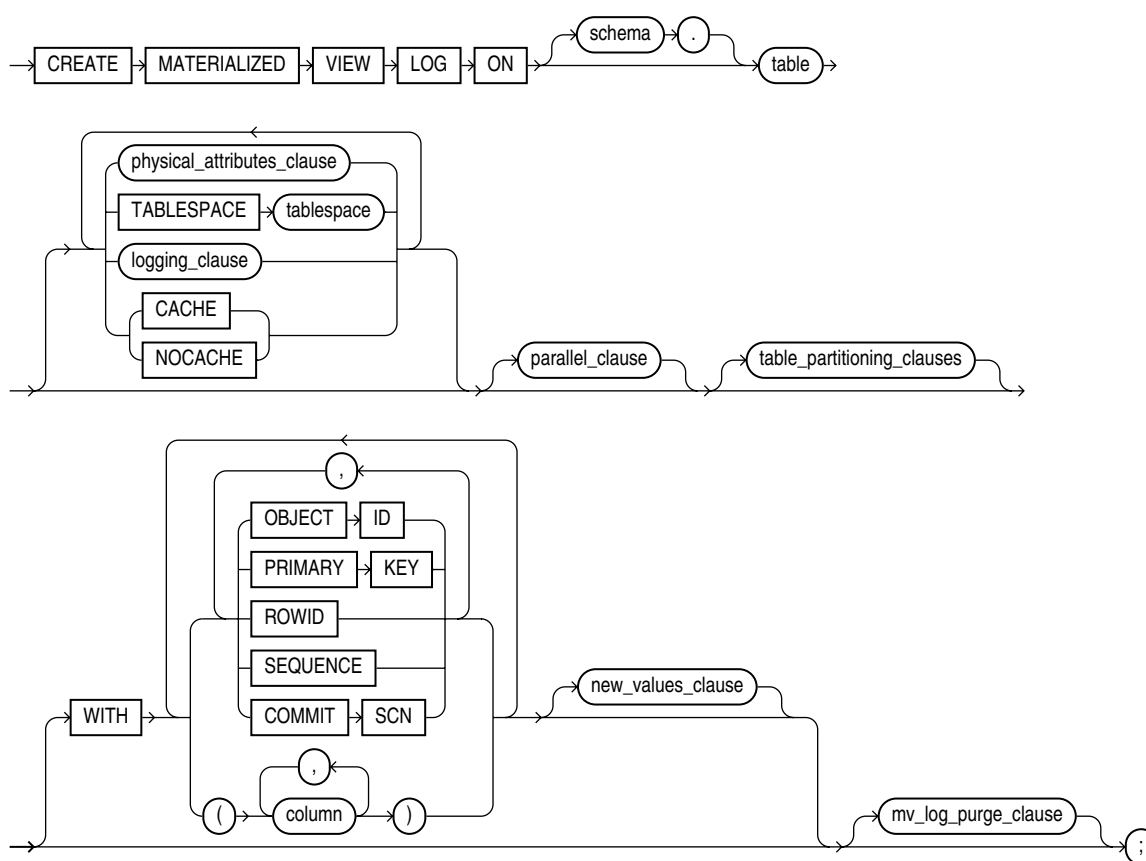 schema .
CREATE MATERIALIZED VIEW LOG ON table
physical_attributes_clause
TABLESPACE tablespace
logging_clause
CACHE
NOCACHE
parallel_clause table_partitioning_clauses
,
OBJECT ID
PRIMARY KEY
ROWID
SEQUENCE
new_values_clause
WITH COMMIT SCN
,
( column )
mv_log_purge_clause
;